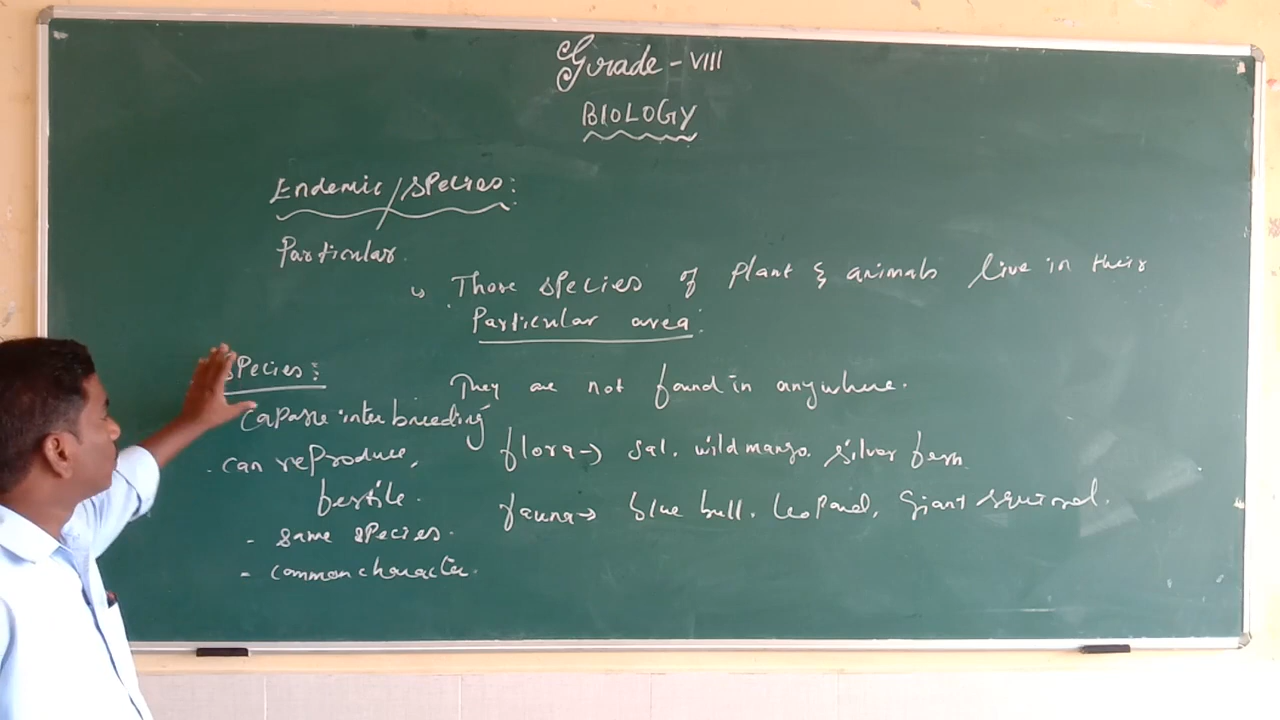 Grade - VIII
BIOLOGY
Endemic / species:
Particular.
Those species of plant & animals live in their
Particular area:
Species:
They are not found in anywhere.
capable inter breeding
- can reproduce,
fertile.
- same species.
- common character.
flora → sal, wild mango, silver fern
fauna → blue bull, Leopard, Giant squirrel.